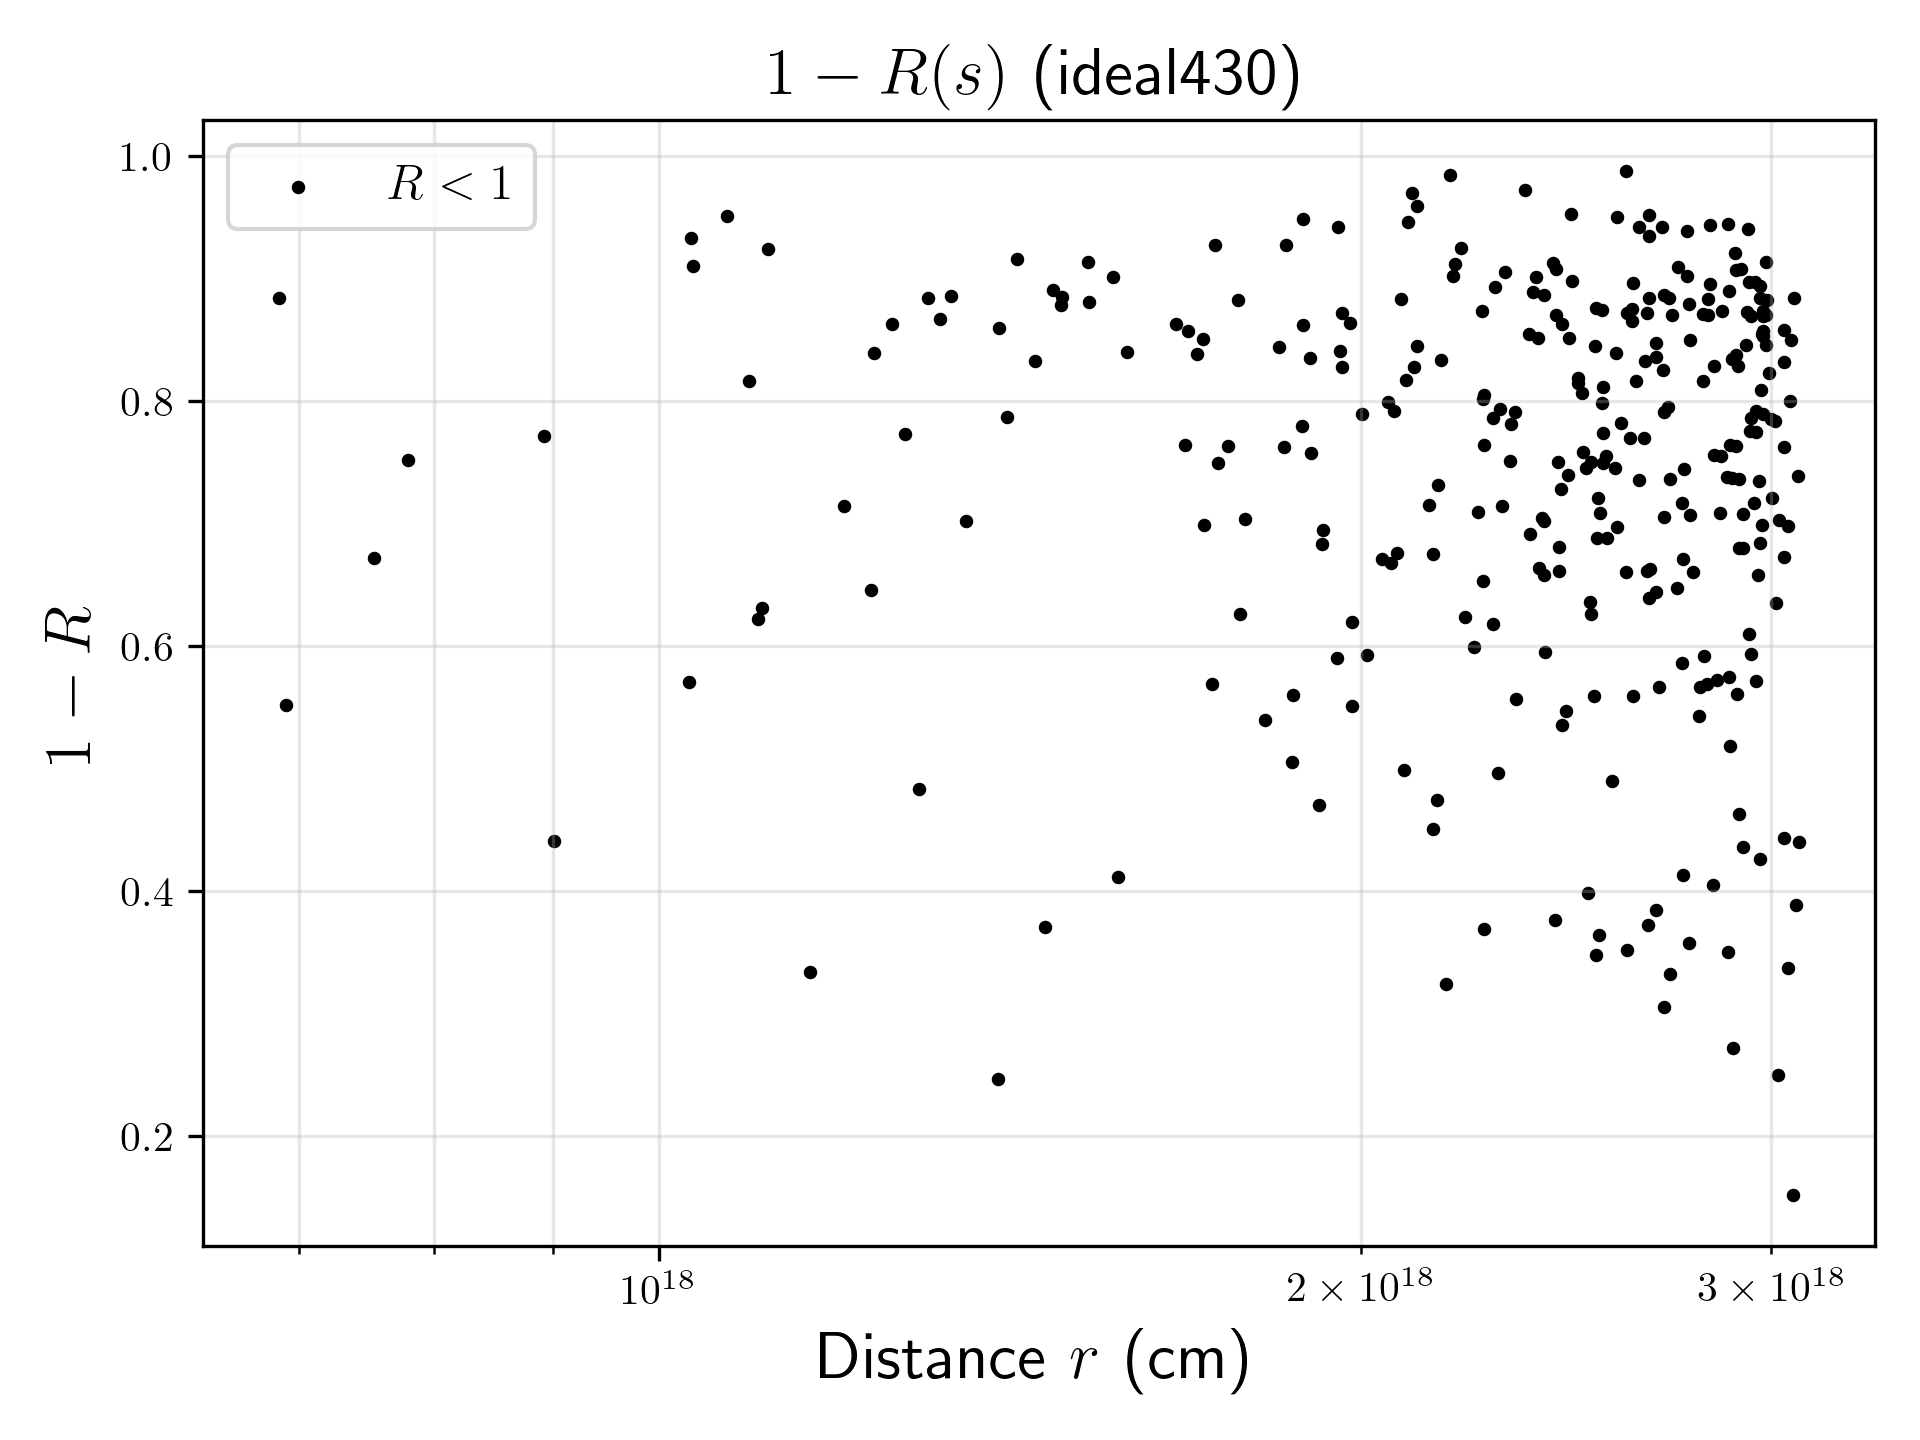 1 − R(s) (ideal430)
R < 1
1.0
0.8
0.6
0.4
0.2
1 − R
10^18
2 × 10^18
3 × 10^18
Distance r (cm)